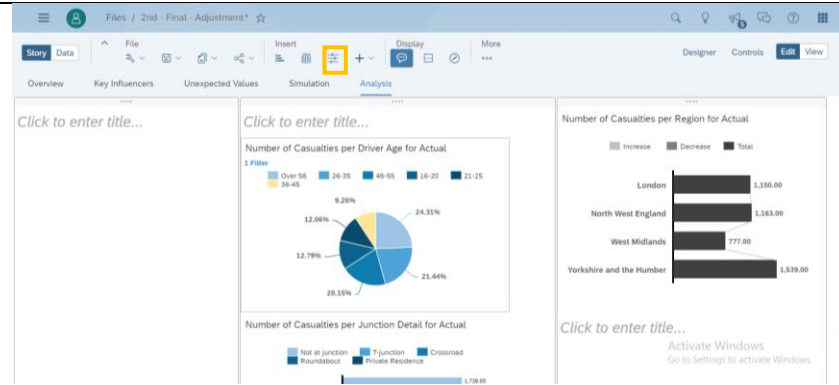 Files / 2nd - Final - Adjustment*
Story Data
File
Insert
Display
More
Designer Controls Edit View
Overview Key Influencers Unexpected Values Simulation Analysis
Click to enter title...
Click to enter title...
Number of Casualties per Driver Age for Actual
1 Filter
Over 56 26-35 46-55 16-20 21-25
36-45
9.26%
24.31%
12.06%
12.79%
21.44%
20.15%
Number of Casualties per Junction Detail for Actual
Not at junction T-junction Crossroad
Roundabout Private Residence
1,739.00
Number of Casualties per Region for Actual
Increase Decrease Total
London 1,150.00
North West England 1,163.00
West Midlands 777.00
Yorkshire and the Humber 1,539.00
Click to enter title...
Activate Windows
Go to Settings to activate Windows.